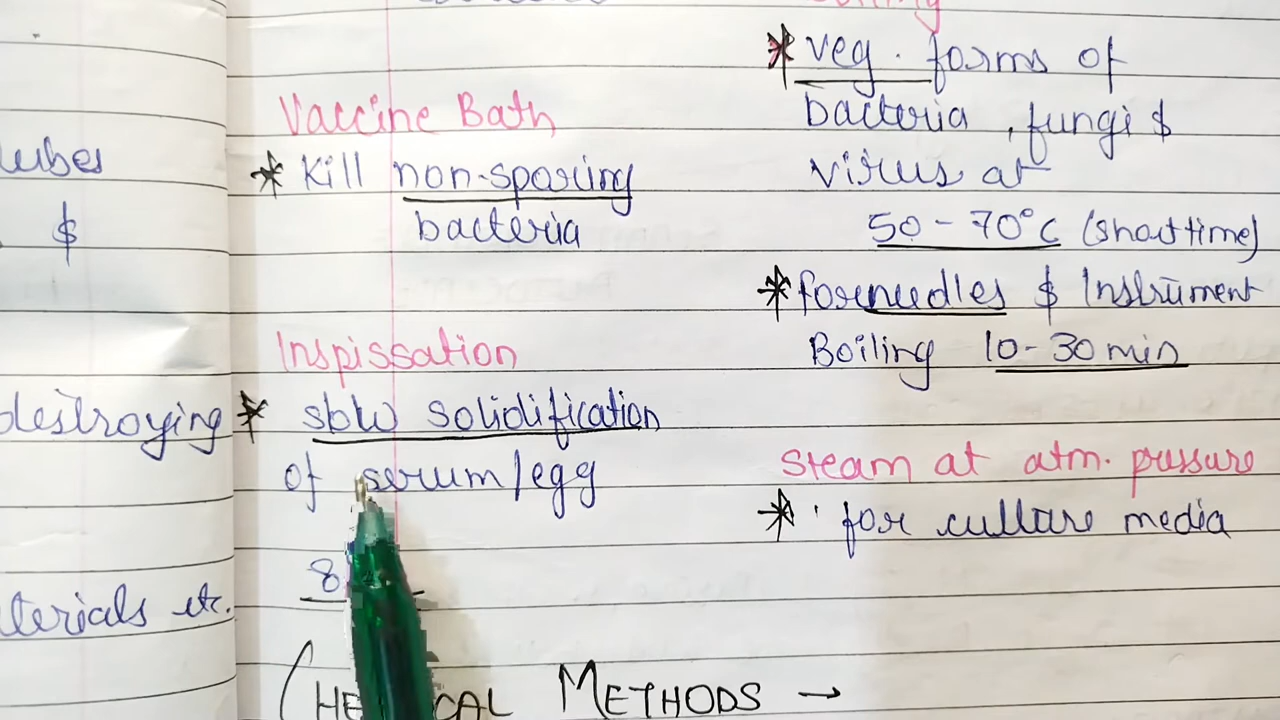 tubes
$
destroying
etc.
Vaccine Bath
* Kill non-sporing
bacteria
Inspissation
* slow solidification
of serum/egg
8
METHODS →
* veg. forms of
bacteria, fungi $
virus at
50 - 70°C (short time)
* for needles $ Instrument
Boiling 10-30 min
Steam at atm. pressure
* for culture media